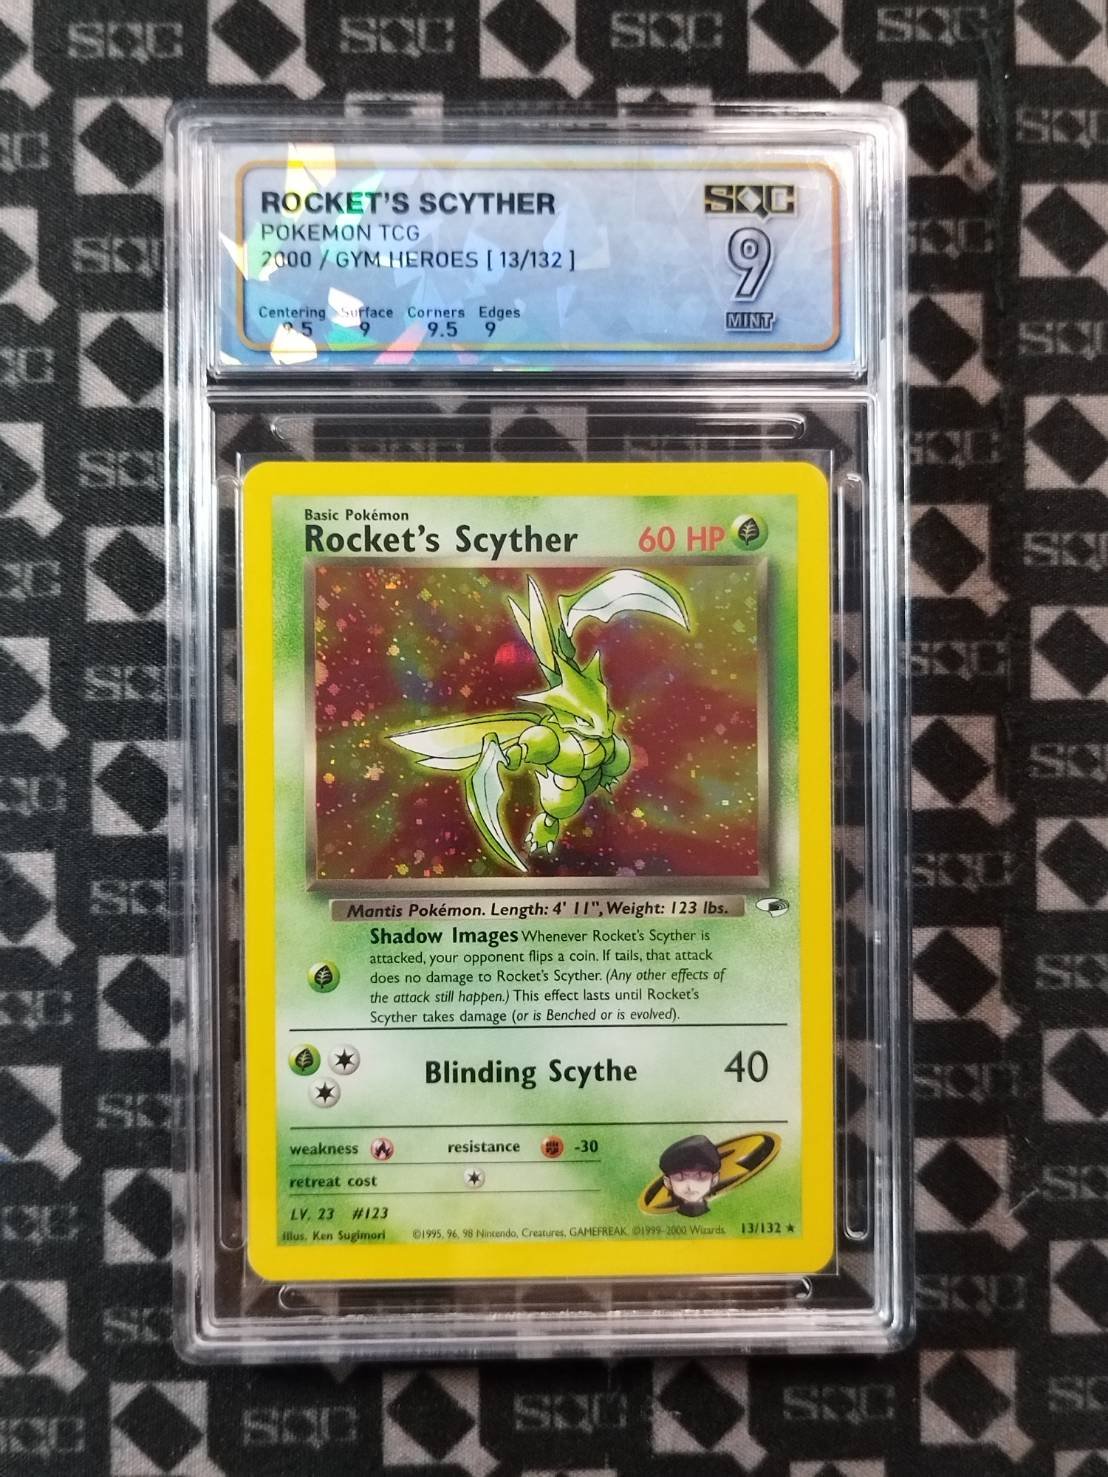 ROCKET'S SCYTHER
POKEMON TCG
2000 / GYM HEROES [ 13/132 ]
Centering Surface Corners Edges
9.5 9 9.5 9
SQC
9
MINT
Basic Pokémon
Rocket's Scyther 60 HP
Mantis Pokémon. Length: 4' 11", Weight: 123 lbs.
Shadow Images Whenever Rocket's Scyther is
attacked, your opponent flips a coin. If tails, that attack
does no damage to Rocket's Scyther. (Any other effects of
the attack still happen.) This effect lasts until Rocket's
Scyther takes damage (or is Benched or is evolved).
Blinding Scythe 40
weakness resistance -30
retreat cost
LV. 23 #123
Illus. Ken Sugimori ©1995, 96, 98 Nintendo, Creatures, GAMEFREAK. ©1999-2000 Wizards. 13/132 ★